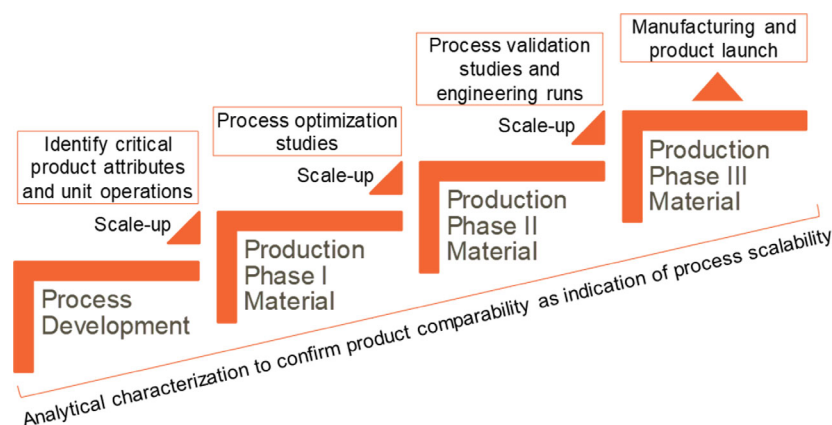 Identify critical
product attributes
and unit operations
Scale-up
Process
Development
Process optimization
studies
Scale-up
Production
Phase I
Material
Process validation
studies and
engineering runs
Scale-up
Production
Phase II
Material
Manufacturing and
product launch
Production
Phase III
Material
Analytical characterization to confirm product comparability as indication of process scalability